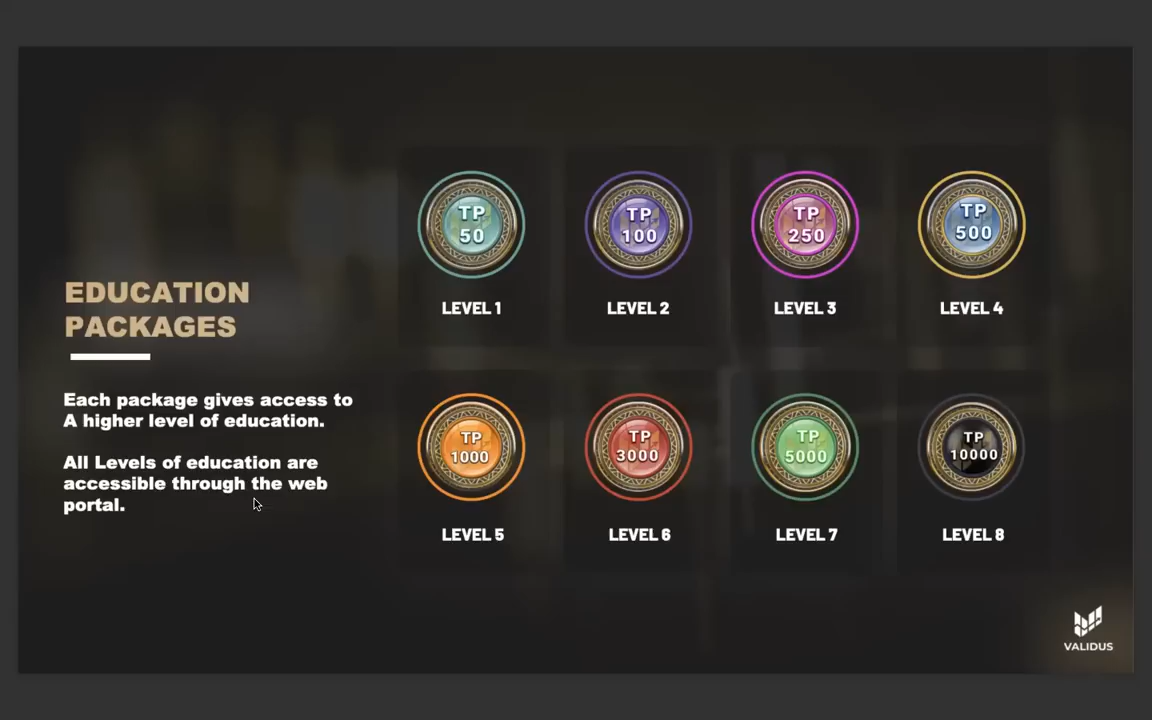 EDUCATION
PACKAGES
Each package gives access to
A higher level of education.
All Levels of education are
accessible through the web
portal.
TP
50
LEVEL 1
TP
100
LEVEL 2
TP
250
LEVEL 3
TP
500
LEVEL 4
TP
1000
LEVEL 5
TP
3000
LEVEL 6
TP
5000
LEVEL 7
TP
10000
LEVEL 8
VALIDUS